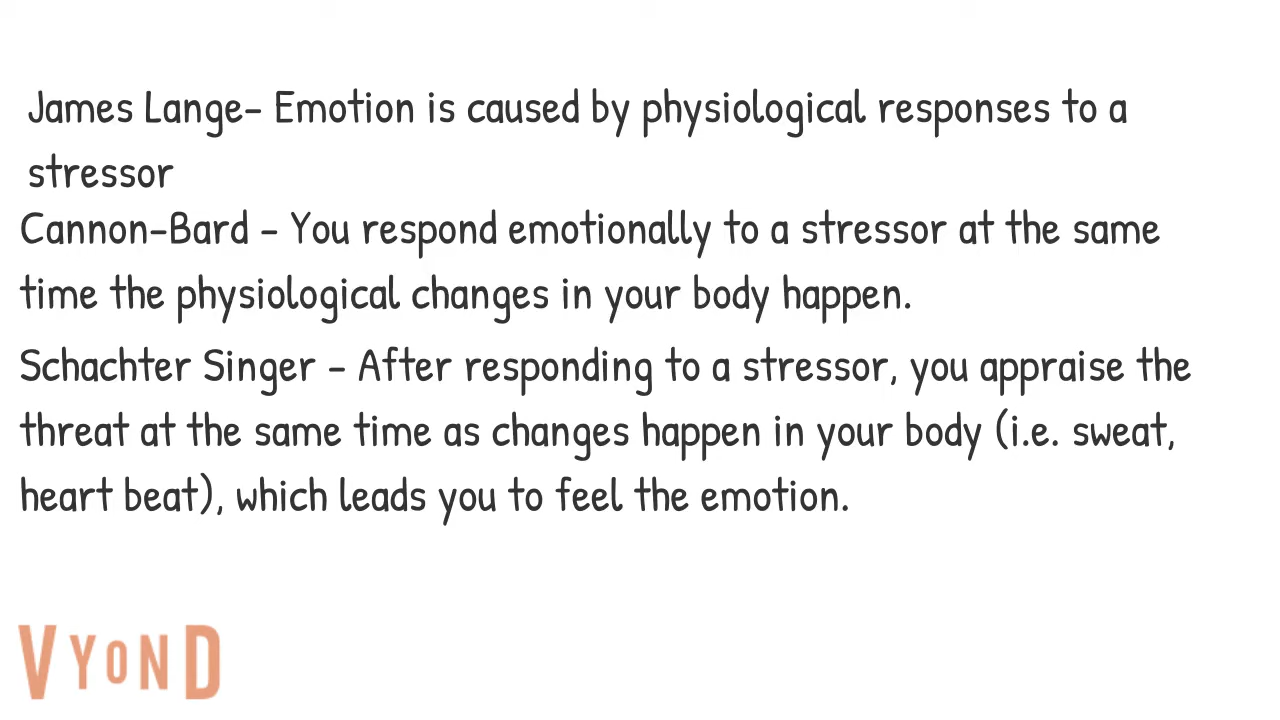 James Lange- Emotion is caused by physiological responses to a
stressor
Cannon-Bard - You respond emotionally to a stressor at the same
time the physiological changes in your body happen.
Schachter Singer - After responding to a stressor, you appraise the
threat at the same time as changes happen in your body (i.e. sweat,
heart beat), which leads you to feel the emotion.
VYOND